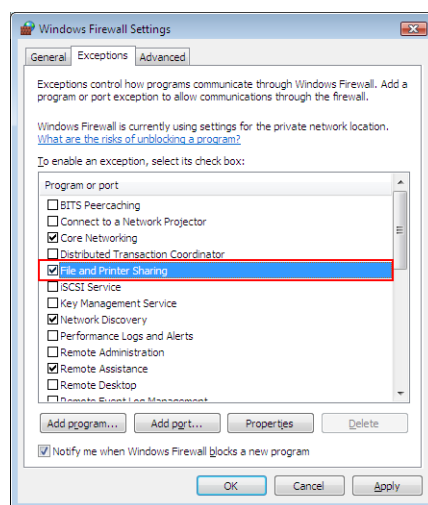 Windows Firewall Settings
General Exceptions Advanced
Exceptions control how programs communicate through Windows Firewall. Add a
program or port exception to allow communications through the firewall.
Windows Firewall is currently using settings for the private network location.
What are the risks of unblocking a program?
To enable an exception, select its check box:
Program or port
BITS Peercaching
Connect to a Network Projector
Core Networking
Distributed Transaction Coordinator
File and Printer Sharing
iSCSI Service
Key Management Service
Network Discovery
Performance Logs and Alerts
Remote Administration
Remote Assistance
Remote Desktop
Remote Event Log Management
Add program... Add port... Properties Delete
Notify me when Windows Firewall blocks a new program
OK Cancel Apply